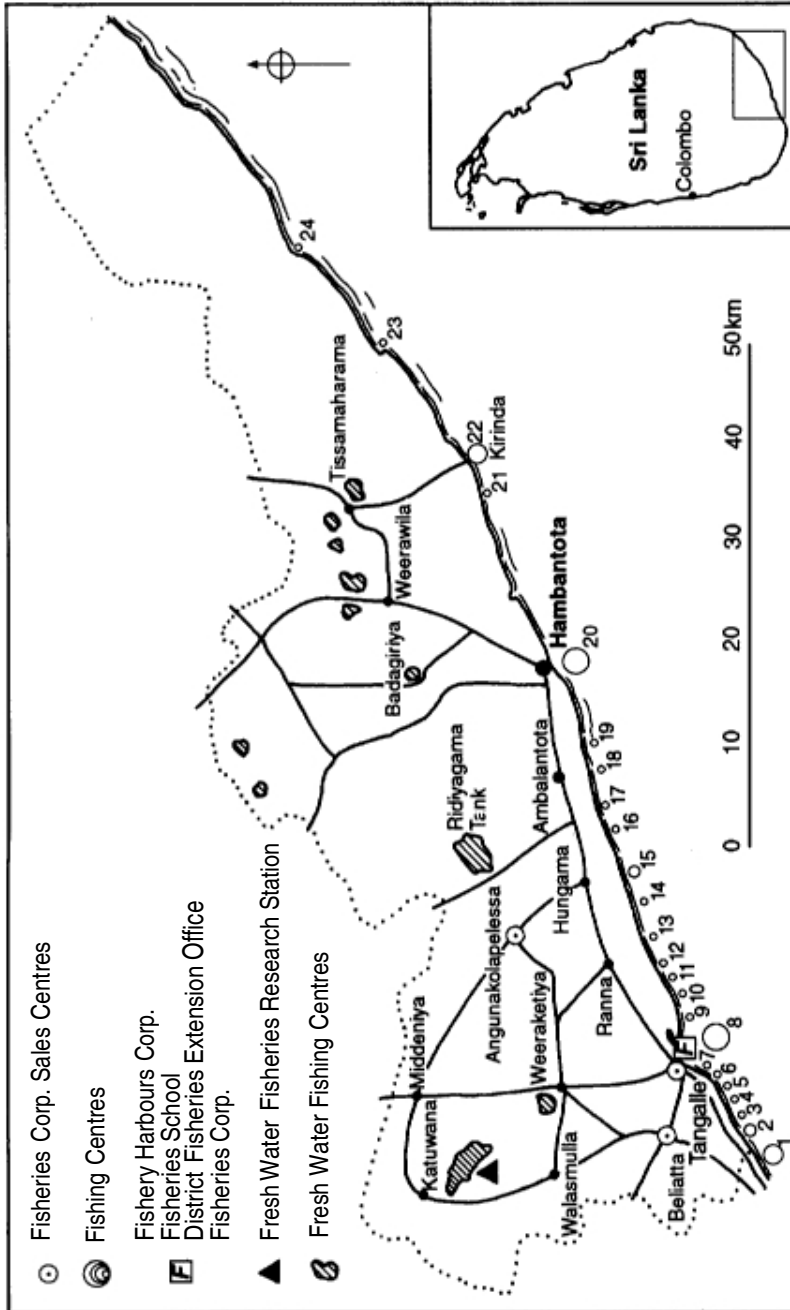 Fisheries Corp. Sales Centres
Fishing Centres
Fishery Harbours Corp.
Fisheries School
District Fisheries Extension Office
Fisheries Corp.
F
Fresh Water Fisheries Research Station
Fresh Water Fishing Centres
Katuwana
Middeniya
Angunakolapelessa
Ridiyagama
Tank
Badagiriya
Weerawila
Tissamaharama
Walasmulla
Weeraketiya
Ranna
Hungama
Ambalantota
Hambantota
Kirinda
Beliatta
Tangalle
F
1
2
3
4
5
6
7
8
9
10
11
12
13
14
15
16
17
18
19
20
21
22
23
24
0 10 20 30 40 50km
Sri Lanka
Colombo